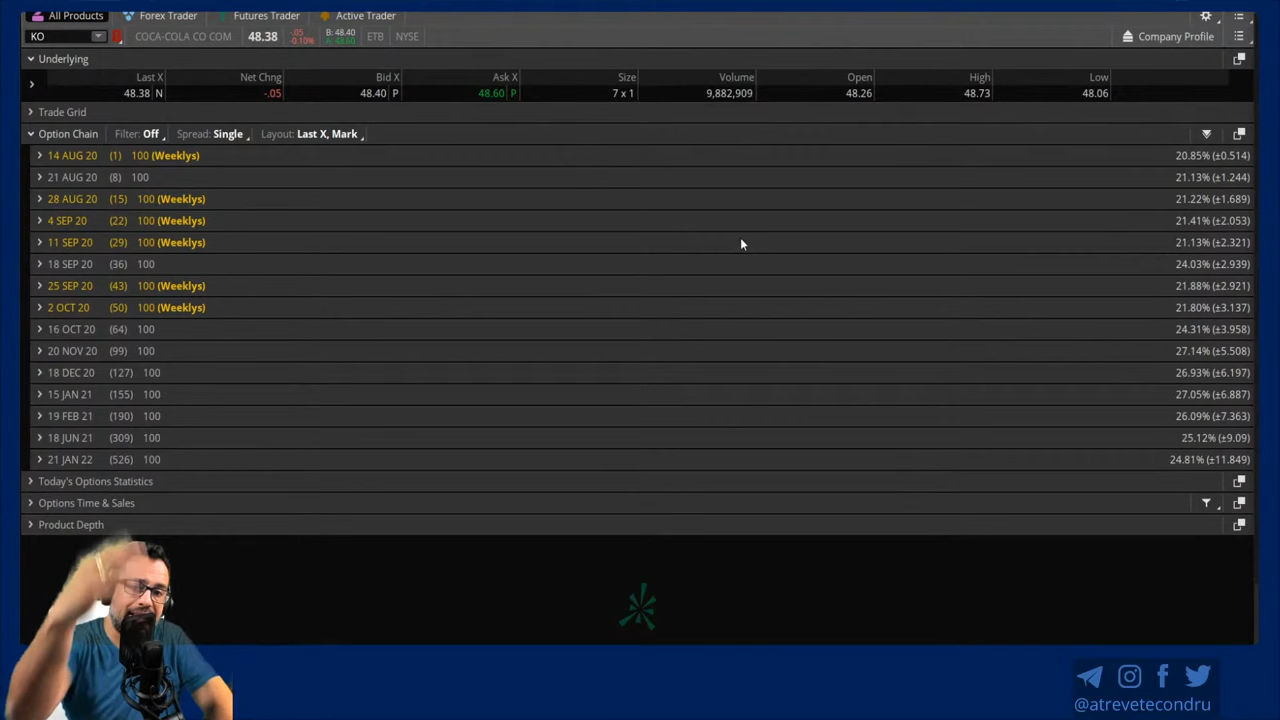 All Products Forex Trader Futures Trader Active Trader
KO COCA-COLA CO COM 48.38 -.05 -0.10% B: 48.40 A: 48.60 ETB NYSE Company Profile
Underlying
Last X Net Chng Bid X Ask X Size Volume Open High Low
48.38 N -.05 48.40 P 48.60 P 7 x 1 9,882,909 48.26 48.73 48.06
Trade Grid
Option Chain Filter: Off Spread: Single Layout: Last X, Mark
14 AUG 20 (1) 100 (Weeklys) 20.85% (±0.514)
21 AUG 20 (8) 100 21.13% (±1.244)
28 AUG 20 (15) 100 (Weeklys) 21.22% (±1.689)
4 SEP 20 (22) 100 (Weeklys) 21.41% (±2.053)
11 SEP 20 (29) 100 (Weeklys) 21.13% (±2.321)
18 SEP 20 (36) 100 24.03% (±2.939)
25 SEP 20 (43) 100 (Weeklys) 21.88% (±2.921)
2 OCT 20 (50) 100 (Weeklys) 21.80% (±3.137)
16 OCT 20 (64) 100 24.31% (±3.958)
20 NOV 20 (99) 100 27.14% (±5.508)
18 DEC 20 (127) 100 26.93% (±6.197)
15 JAN 21 (155) 100 27.05% (±6.887)
19 FEB 21 (190) 100 26.09% (±7.363)
18 JUN 21 (309) 100 25.12% (±9.09)
21 JAN 22 (526) 100 24.81% (±11.849)
Today's Options Statistics
Options Time & Sales
Product Depth
@atrevetecondru